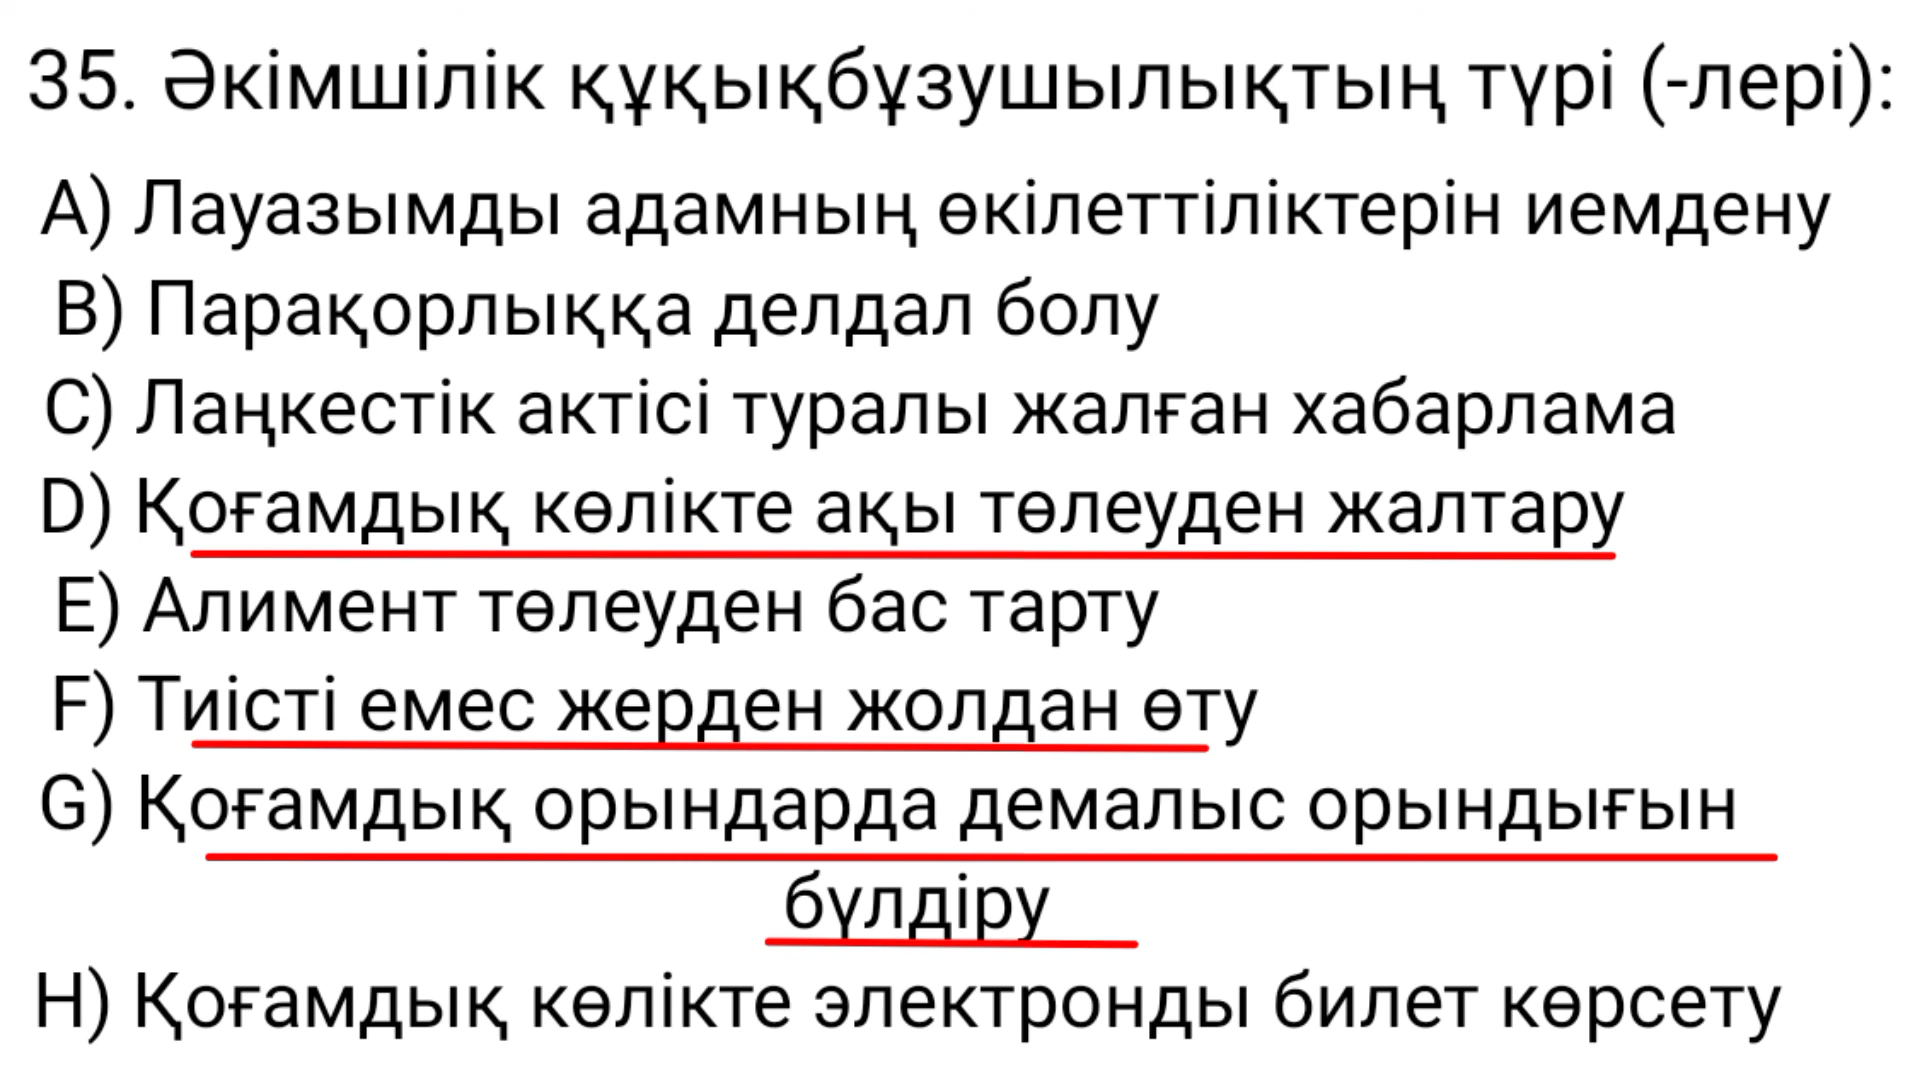 35. Әкімшілік құқықбұзушылықтың түрі (-лері):
A) Лауазымды адамның өкілеттіліктерін иемдену
B) Парақорлыққа делдал болу
C) Лаңкестік актісі туралы жалған хабарлама
D) Қоғамдық көлікте ақы төлеуден жалтару
E) Алимент төлеуден бас тарту
F) Тиісті емес жерден жолдан өту
G) Қоғамдық орындарда демалыс орындығын
бүлдіру
H) Қоғамдық көлікте электронды билет көрсету